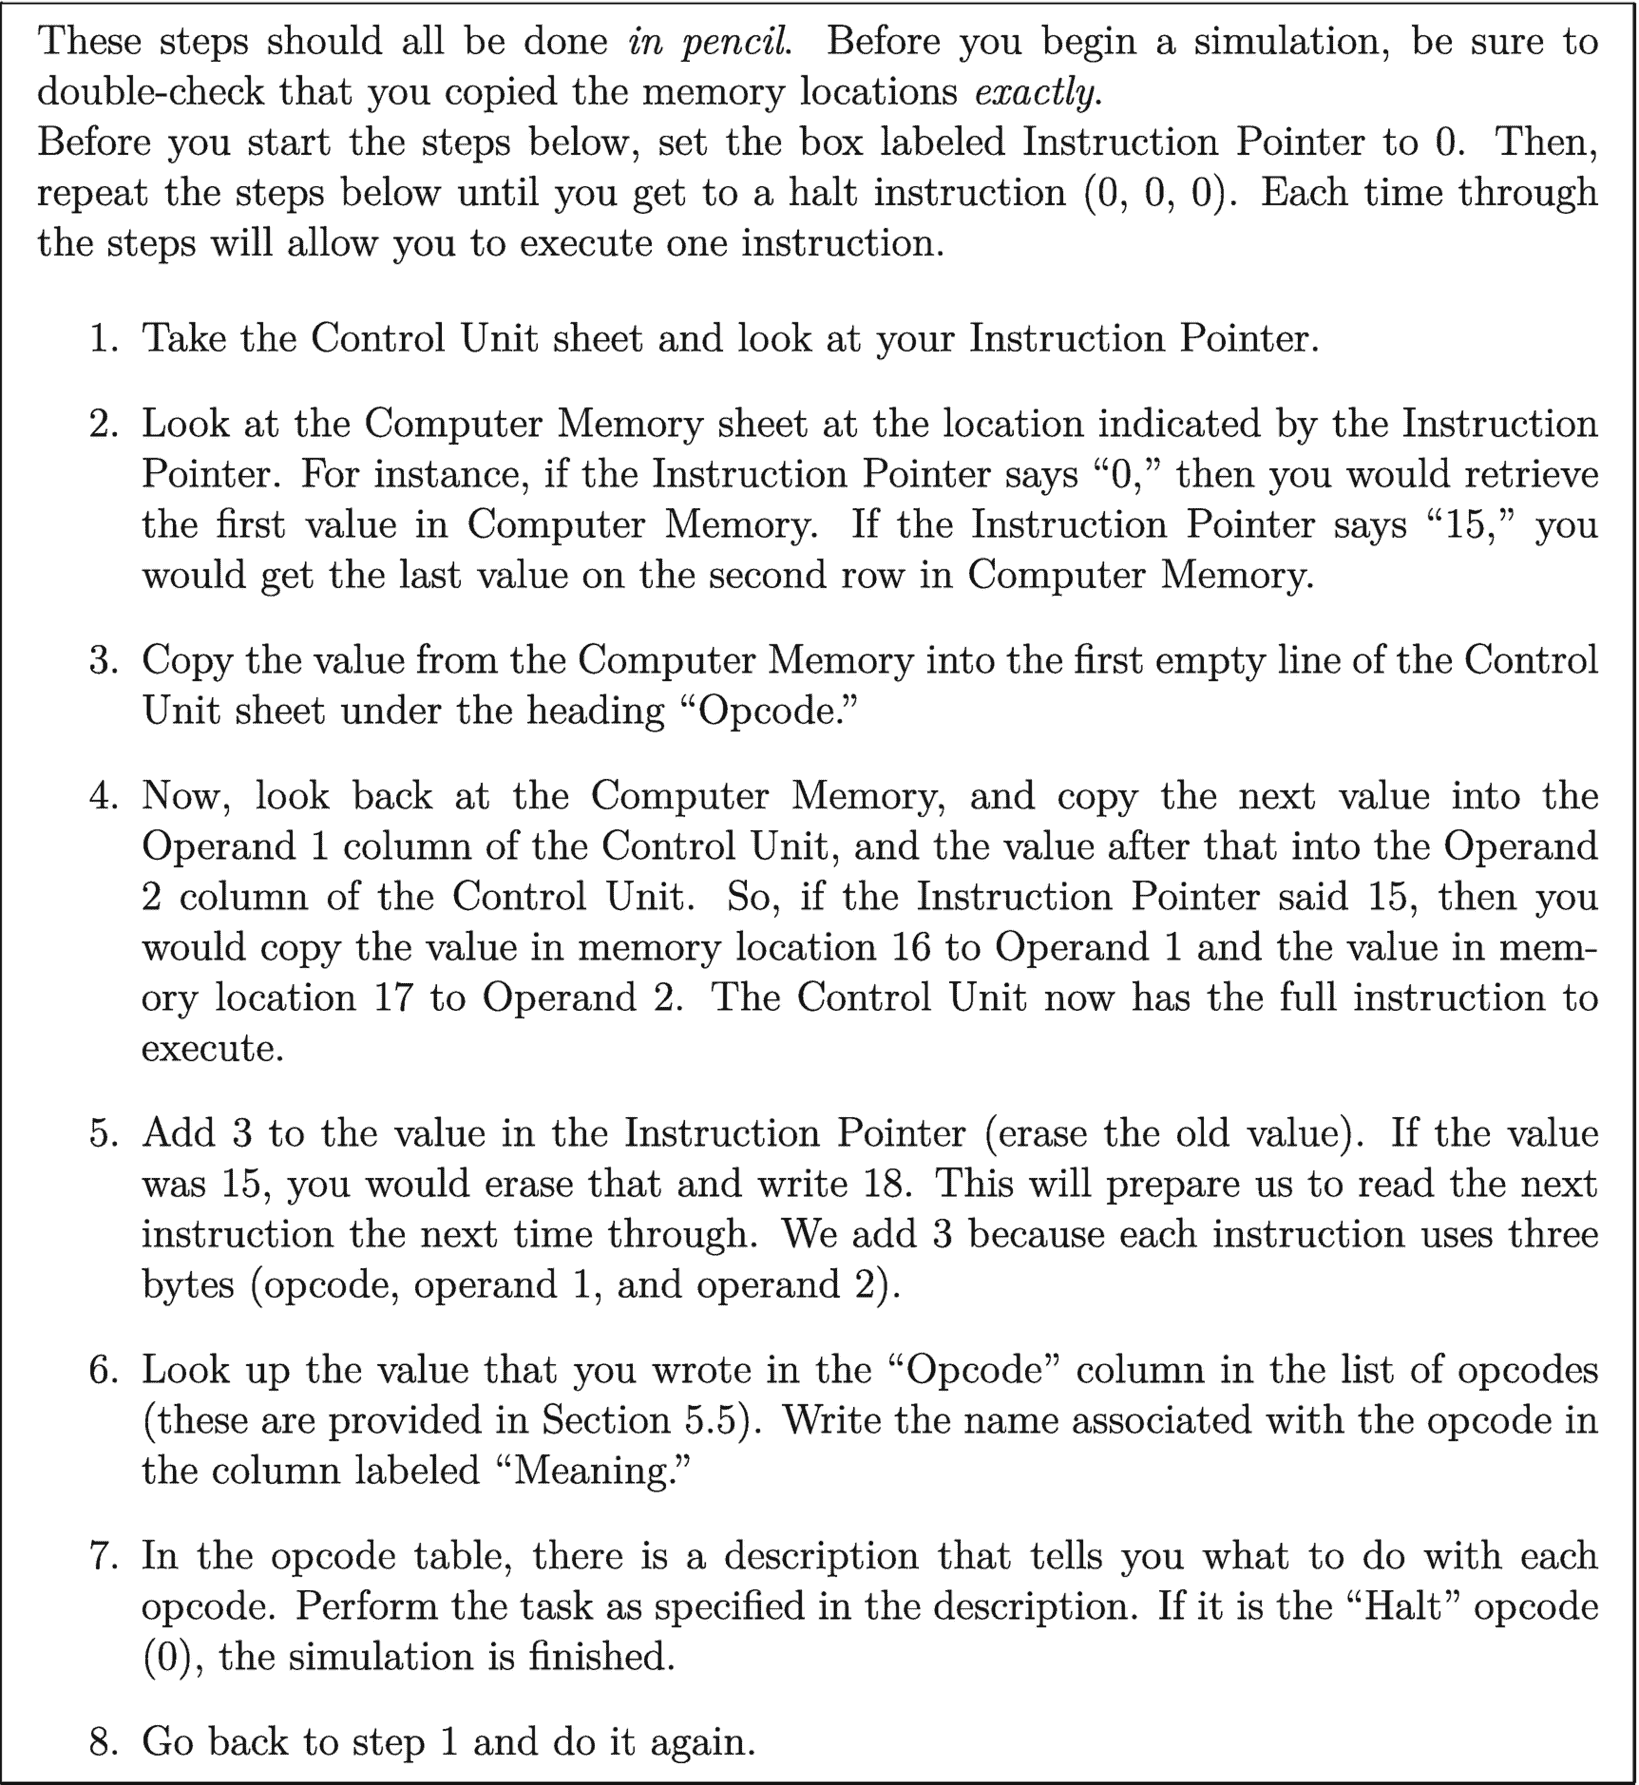 These steps should all be done in pencil. Before you begin a simulation, be sure to
double-check that you copied the memory locations exactly.
Before you start the steps below, set the box labeled Instruction Pointer to 0. Then,
repeat the steps below until you get to a halt instruction (0, 0, 0). Each time through
the steps will allow you to execute one instruction.
1. Take the Control Unit sheet and look at your Instruction Pointer.
2. Look at the Computer Memory sheet at the location indicated by the Instruction
Pointer. For instance, if the Instruction Pointer says “0,” then you would retrieve
the first value in Computer Memory. If the Instruction Pointer says “15,” you
would get the last value on the second row in Computer Memory.
3. Copy the value from the Computer Memory into the first empty line of the Control
Unit sheet under the heading “Opcode.”
4. Now, look back at the Computer Memory, and copy the next value into the
Operand 1 column of the Control Unit, and the value after that into the Operand
2 column of the Control Unit. So, if the Instruction Pointer said 15, then you
would copy the value in memory location 16 to Operand 1 and the value in mem-
ory location 17 to Operand 2. The Control Unit now has the full instruction to
execute.
5. Add 3 to the value in the Instruction Pointer (erase the old value). If the value
was 15, you would erase that and write 18. This will prepare us to read the next
instruction the next time through. We add 3 because each instruction uses three
bytes (opcode, operand 1, and operand 2).
6. Look up the value that you wrote in the “Opcode” column in the list of opcodes
(these are provided in Section 5.5). Write the name associated with the opcode in
the column labeled “Meaning.”
7. In the opcode table, there is a description that tells you what to do with each
opcode. Perform the task as specified in the description. If it is the “Halt” opcode
(0), the simulation is finished.
8. Go back to step 1 and do it again.